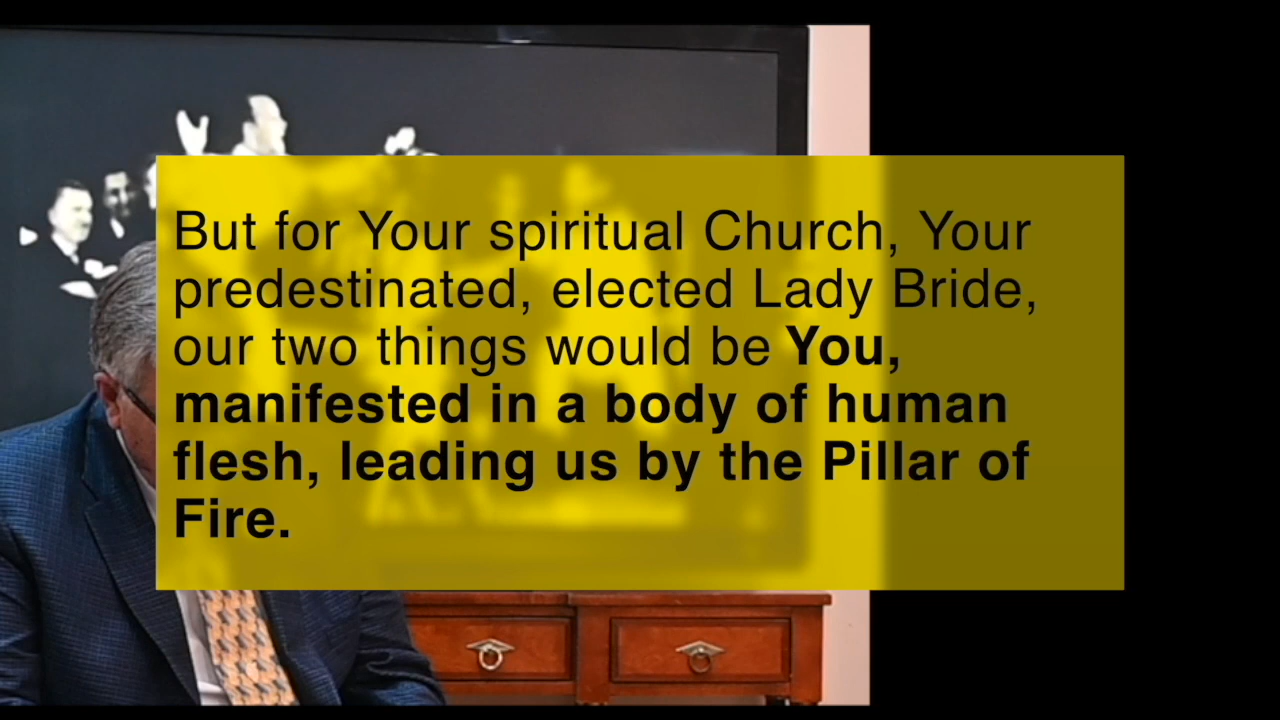 But for Your spiritual Church, Your
predestinated, elected Lady Bride,
our two things would be You,
manifested in a body of human
flesh, leading us by the Pillar of
Fire.